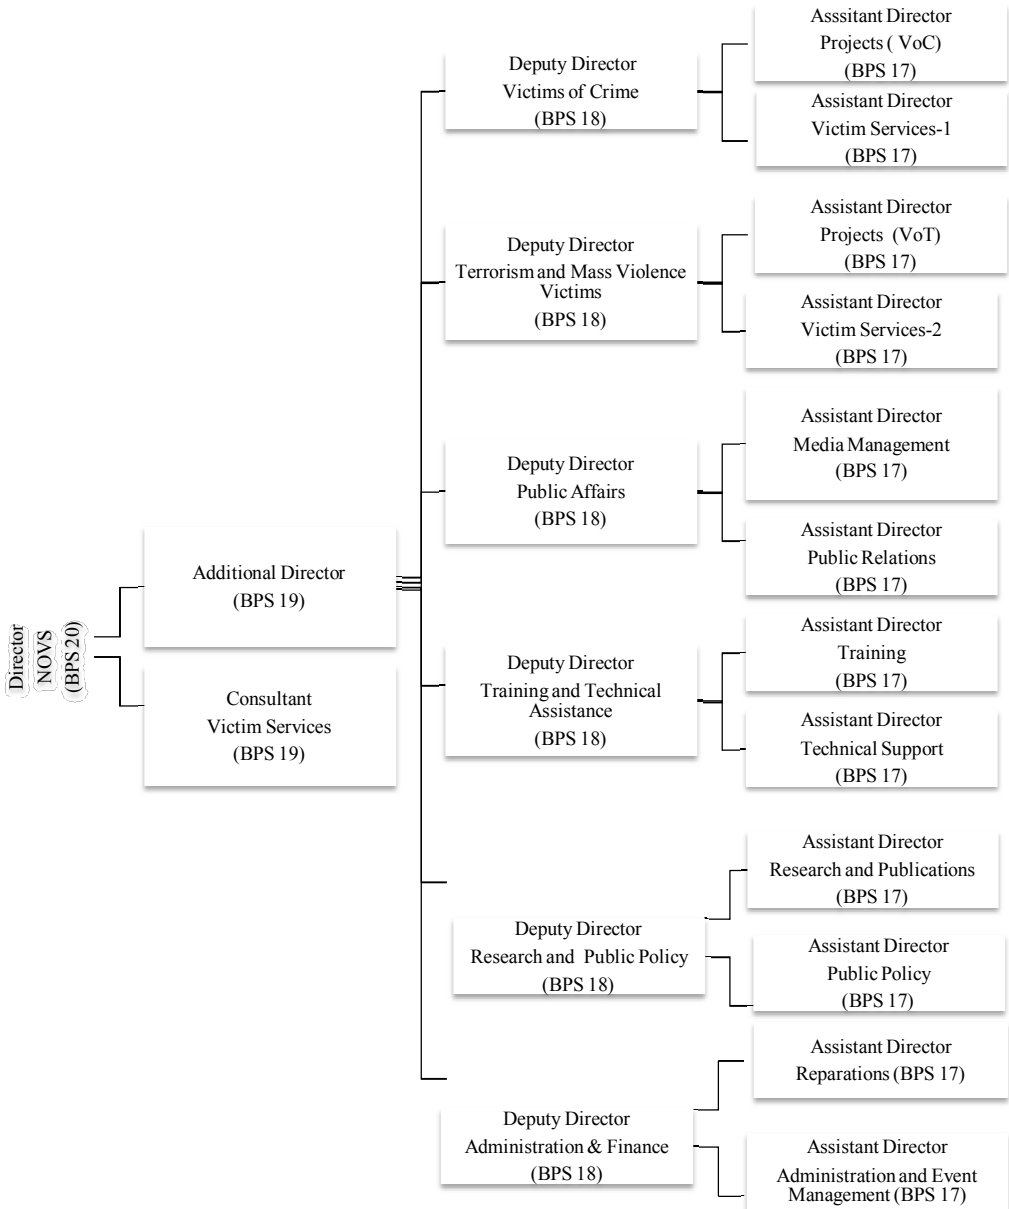 Director
NOVS
(BPS 20)
Additional Director
(BPS 19)
Consultant
Victim Services
(BPS 19)
Deputy Director
Victims of Crime
(BPS 18)
Asssitant Director
Projects ( VoC)
(BPS 17)
Assistant Director
Victim Services-1
(BPS 17)
Deputy Director
Terrorism and Mass Violence
Victims
(BPS 18)
Assistant Director
Projects (VoT)
(BPS 17)
Assistant Director
Victim Services-2
(BPS 17)
Deputy Director
Public Affairs
(BPS 18)
Assistant Director
Media Management
(BPS 17)
Assistant Director
Public Relations
(BPS 17)
Deputy Director
Training and Technical
Assistance
(BPS 18)
Assistant Director
Training
(BPS 17)
Assistant Director
Technical Support
(BPS 17)
Deputy Director
Research and Public Policy
(BPS 18)
Assistant Director
Research and Publications
(BPS 17)
Assistant Director
Public Policy
(BPS 17)
Deputy Director
Administration & Finance
(BPS 18)
Assistant Director
Reparations (BPS 17)
Assistant Director
Administration and Event
Management (BPS 17)